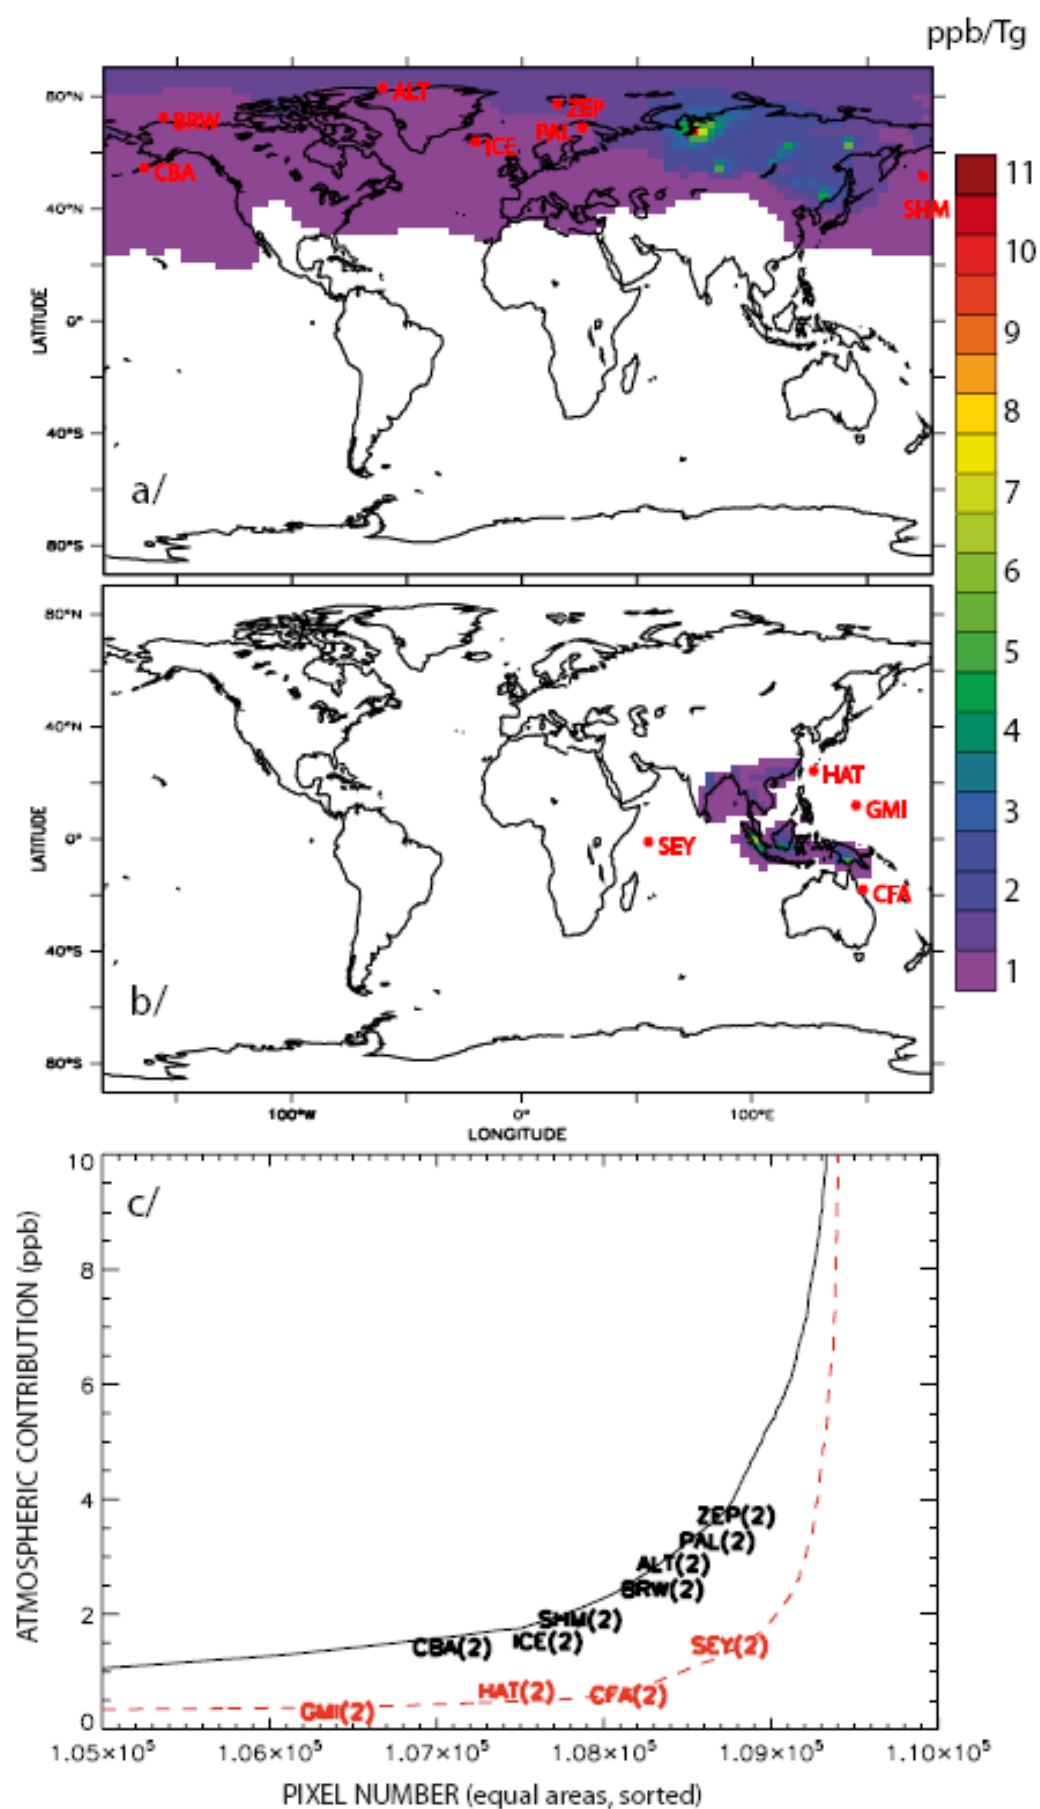 ppb/Tg
80°N
ALT
BRW
ZEP
PAL
ICE
CBA
40°N
SHM
LATITUDE
0°
40°S
a/
80°S
11
10
9
8
7
6
5
4
3
2
1
80°N
40°N
HAT
GMI
LATITUDE
0°
SEY
CFA
40°S
b/
80°S
100°W 0° 100°E
LONGITUDE
10
c/
8
6
4
2
0
ATMOSPHERIC CONTRIBUTION (ppb)
ZEP(2)
PAL(2)
ALT(2)
BRW(2)
SHM(2)
ICE(2)
CBA(2)
SEY(2)
HAT(2)
CFA(2)
GMI(2)
1.05×10⁵ 1.06×10⁵ 1.07×10⁵ 1.08×10⁵ 1.09×10⁵ 1.10×10⁵
PIXEL NUMBER (equal areas, sorted)